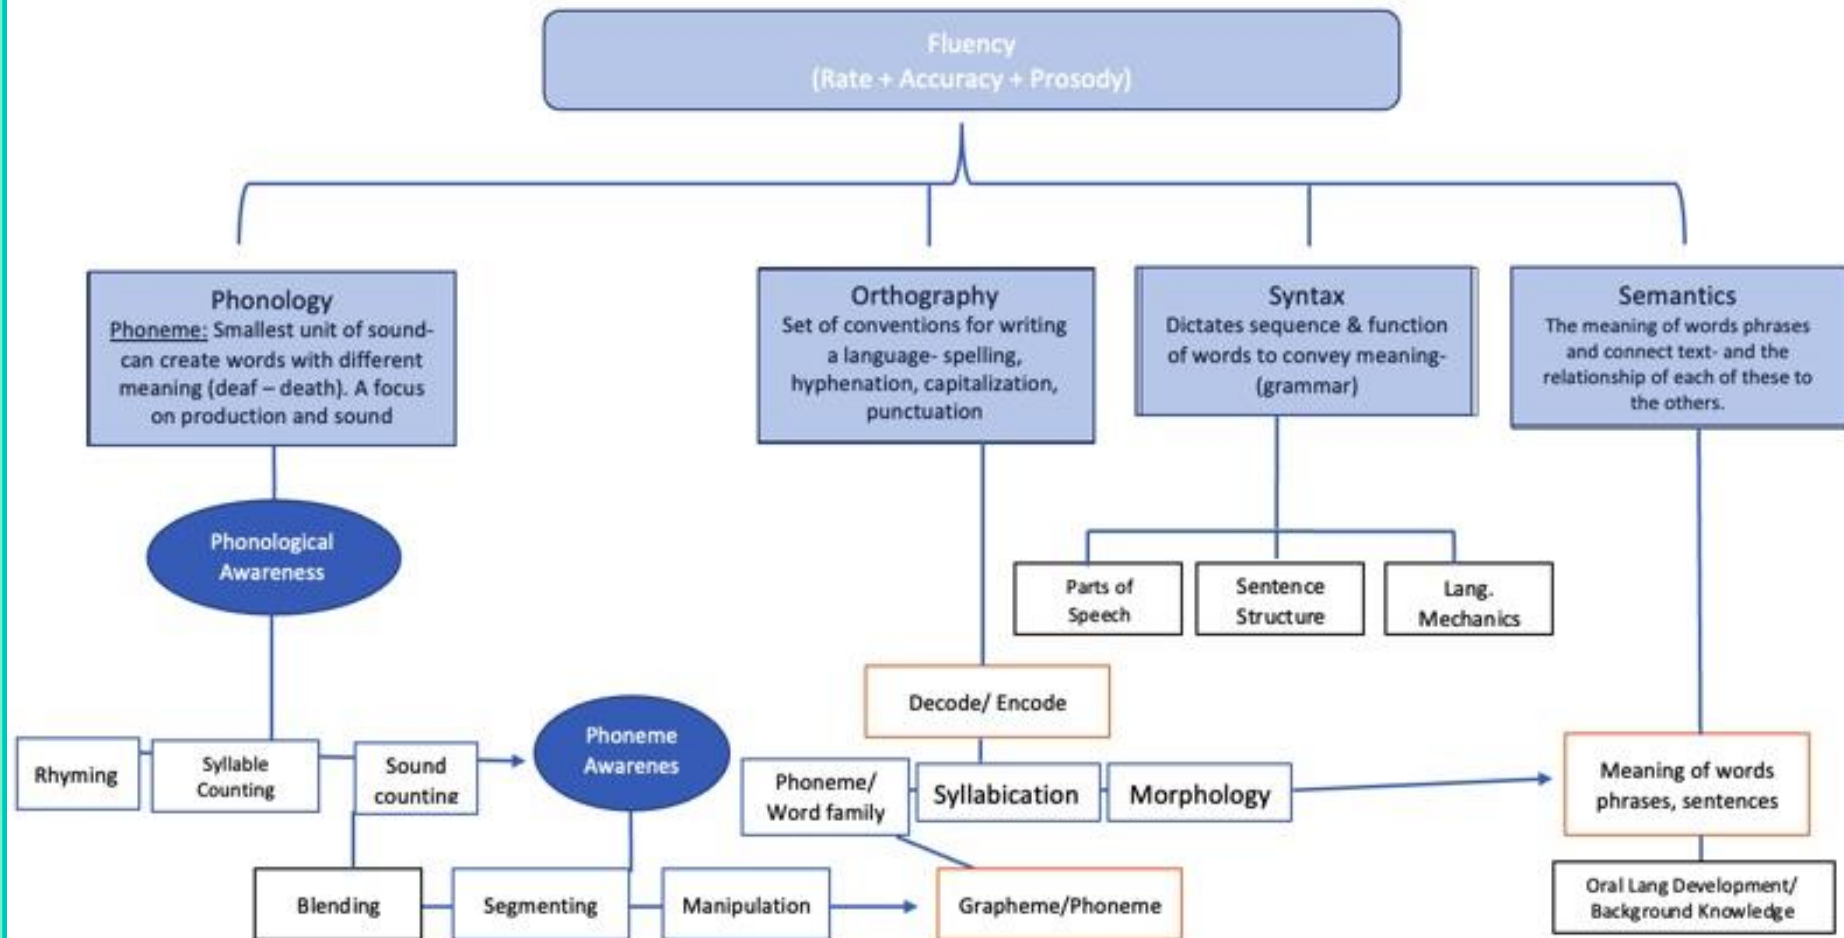 Fluency
(Rate + Accuracy + Prosody)
Phonology
Phoneme: Smallest unit of sound-
can create words with different
meaning (deaf – death). A focus
on production and sound
Orthography
Set of conventions for writing
a language- spelling,
hyphenation, capitalization,
punctuation
Syntax
Dictates sequence & function
of words to convey meaning-
(grammar)
Semantics
The meaning of words phrases
and connect text- and the
relationship of each of these to
the others.
Phonological
Awareness
Parts of
Speech
Sentence
Structure
Lang.
Mechanics
Decode/ Encode
Rhyming
Syllable
Counting
Sound
counting
Phoneme
Awarenes
Phoneme/
Word family
Syllabication
Morphology
Meaning of words
phrases, sentences
Blending
Segmenting
Manipulation
Grapheme/Phoneme
Oral Lang Development/
Background Knowledge